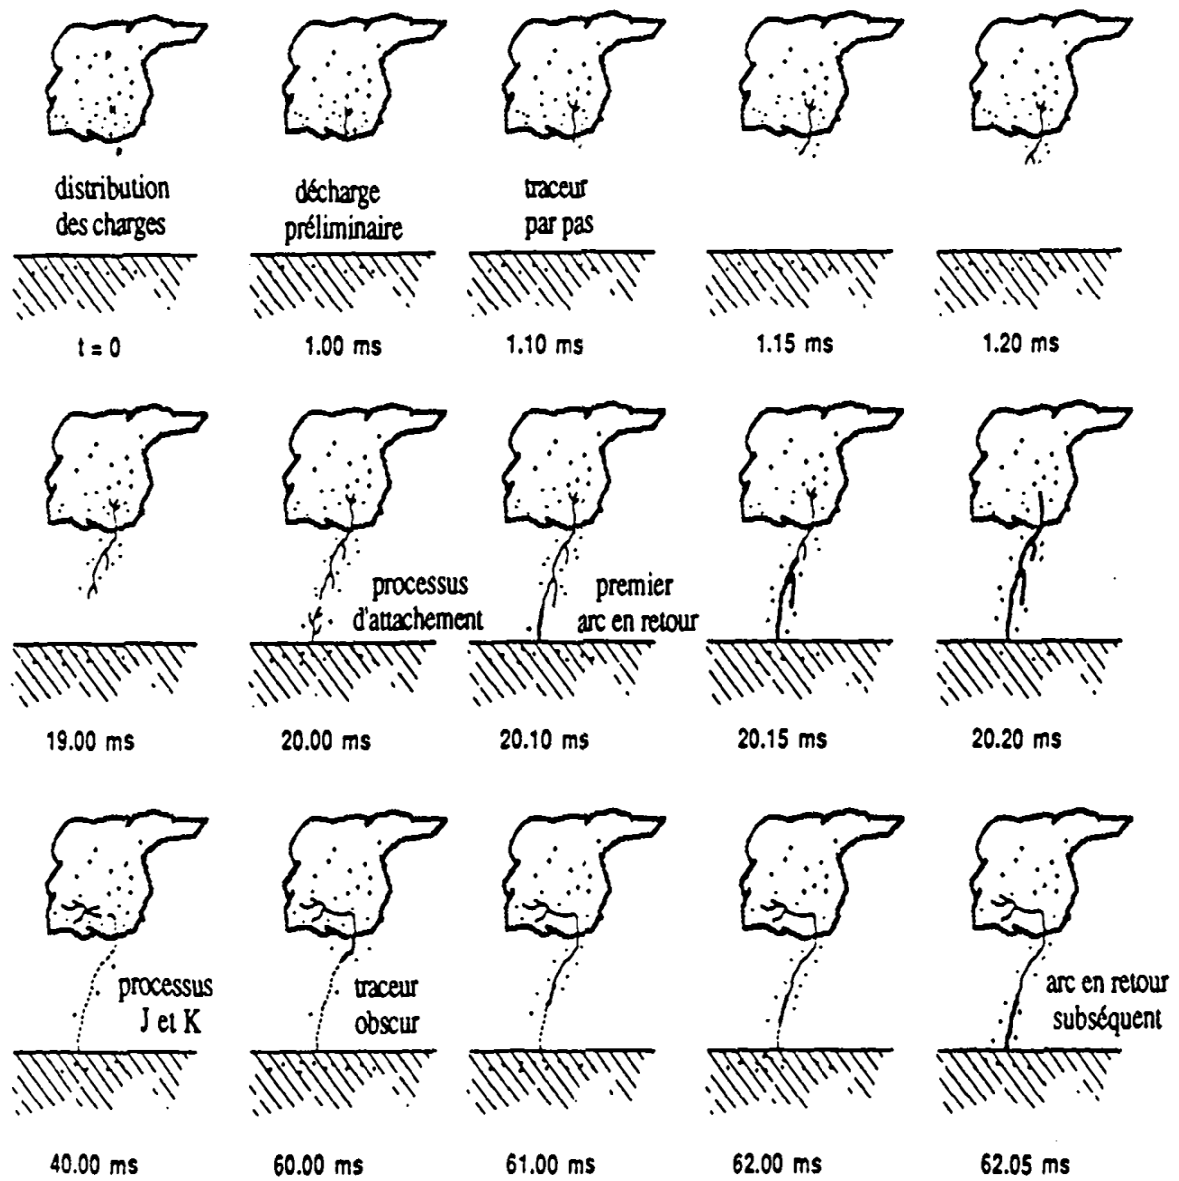 distribution
des charges
décharge
préliminaire
traceur
par pas
t = 0
1.00 ms
1.10 ms
1.15 ms
1.20 ms
processus
d'attachement
premier
arc en retour
19.00 ms
20.00 ms
20.10 ms
20.15 ms
20.20 ms
processus
J et K
traceur
obscur
arc en retour
subséquent
40.00 ms
60.00 ms
61.00 ms
62.00 ms
62.05 ms